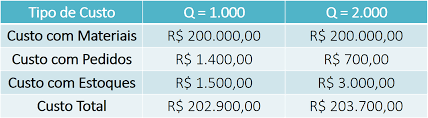 Tipo de Custo Q = 1.000 Q = 2.000
Custo com Materiais R$ 200.000,00 R$ 200.000,00
Custo com Pedidos R$ 1.400,00 R$ 700,00
Custo com Estoques R$ 1.500,00 R$ 3.000,00
Custo Total R$ 202.900,00 R$ 203.700,00